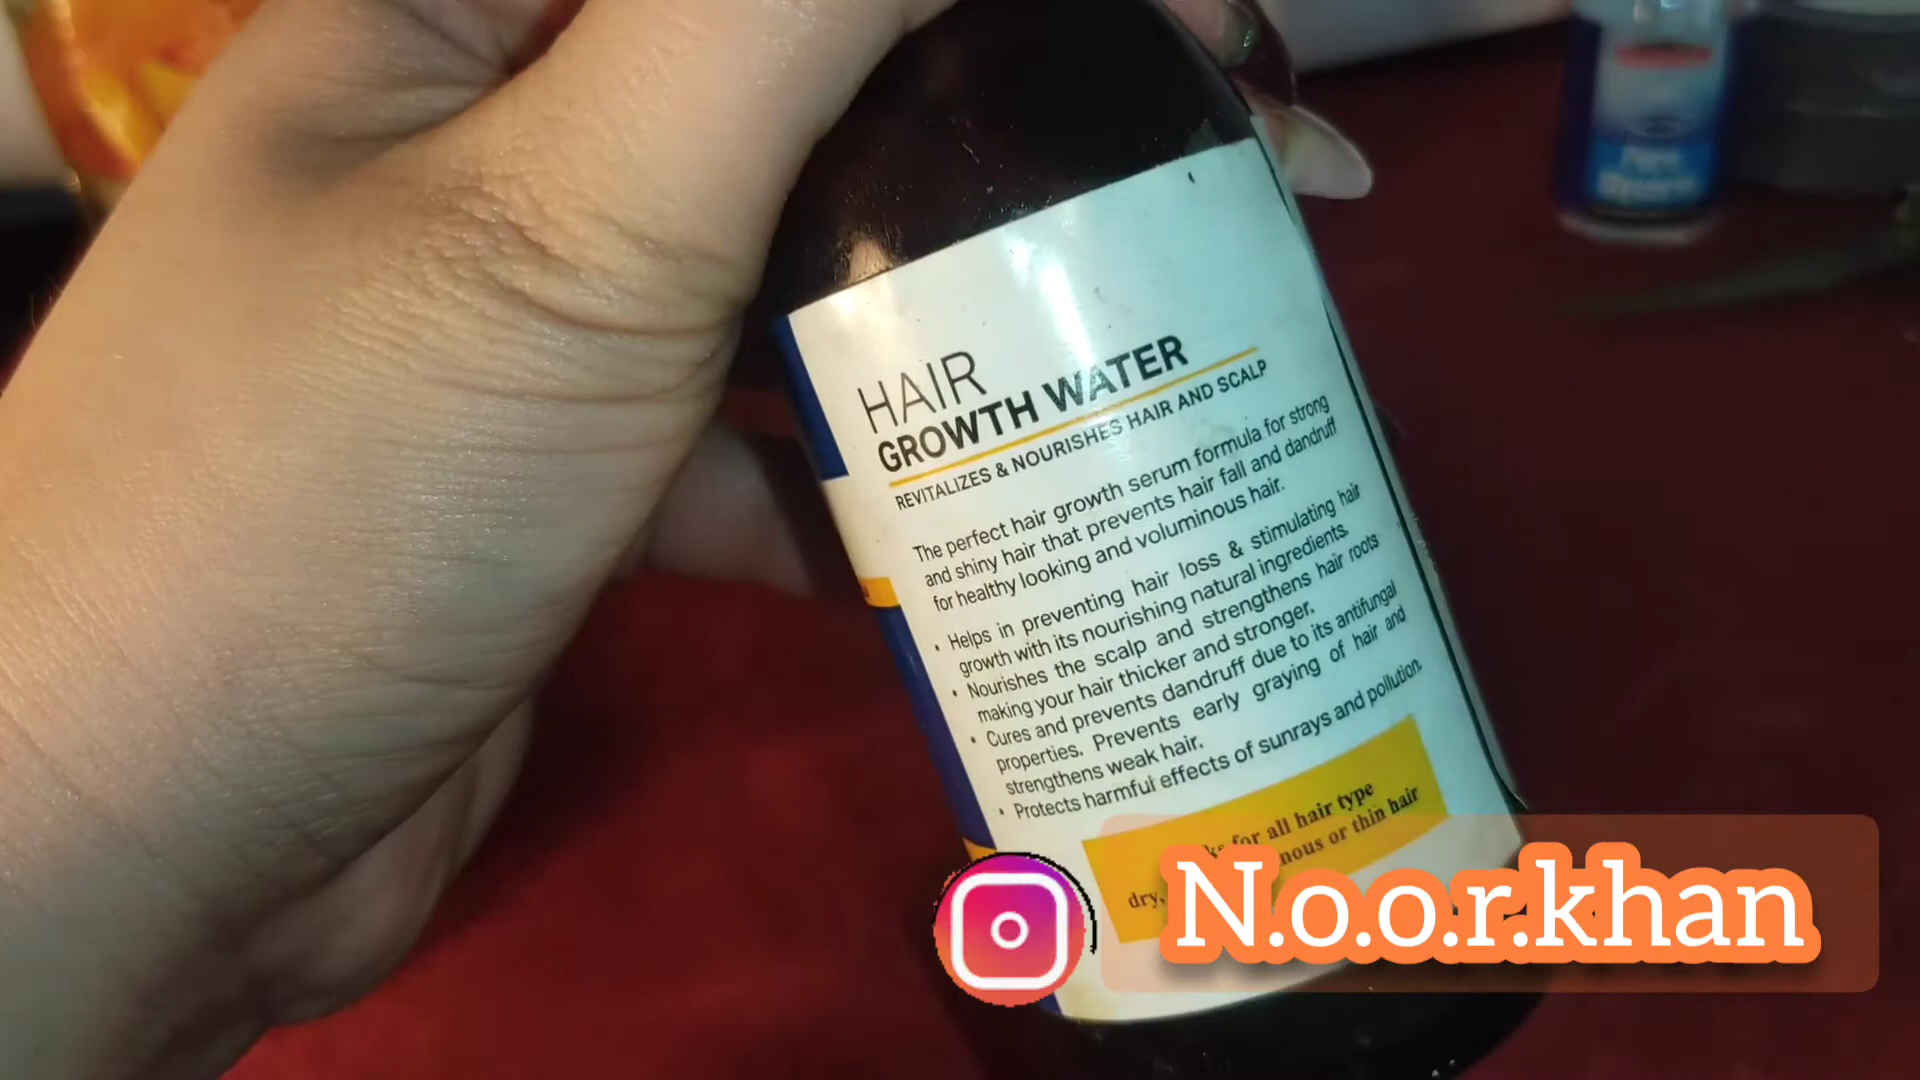 HAIR
GROWTH WATER
REVITALIZES & NOURISHES HAIR AND SCALP
The perfect hair growth serum formula for strong
and shiny hair that prevents hair fall and dandruff
for healthy looking and voluminous hair.
• Helps in preventing hair loss & stimulating hair
growth with its nourishing natural ingredients.
• Nourishes the scalp and strengthens hair roots
making your hair thicker and stronger.
• Cures and prevents dandruff due to its antifungal
properties. Prevents early graying of hair and
strengthens weak hair.
• Protects harmful effects of sunrays and pollution.
for all hair type
dry, or thin hair
N.o.o.r.khan